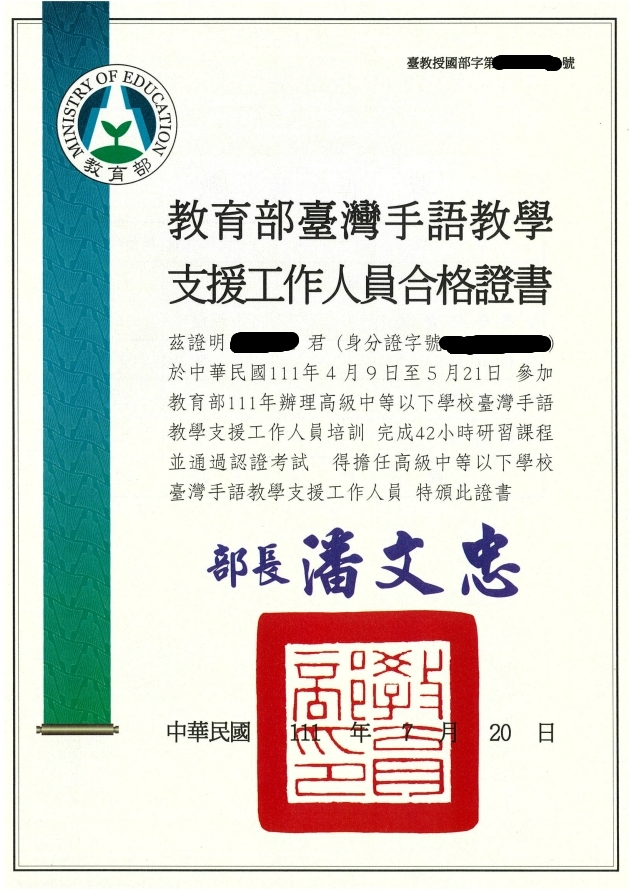 臺教授國部字第 號
MINISTRY OF EDUCATION
教育部
教育部臺灣手語教學
支援工作人員合格證書
茲證明 君（身分證字號 ）
於中華民國111年4月9日至5月21日 參加
教育部111年辦理高級中等以下學校臺灣手語
教學支援工作人員培訓 完成42小時研習課程
並通過認證考試 得擔任高級中等以下學校
臺灣手語教學支援工作人員 特頒此證書
部長 潘文忠
教育部印
中華民國 111 年 7 月 20 日